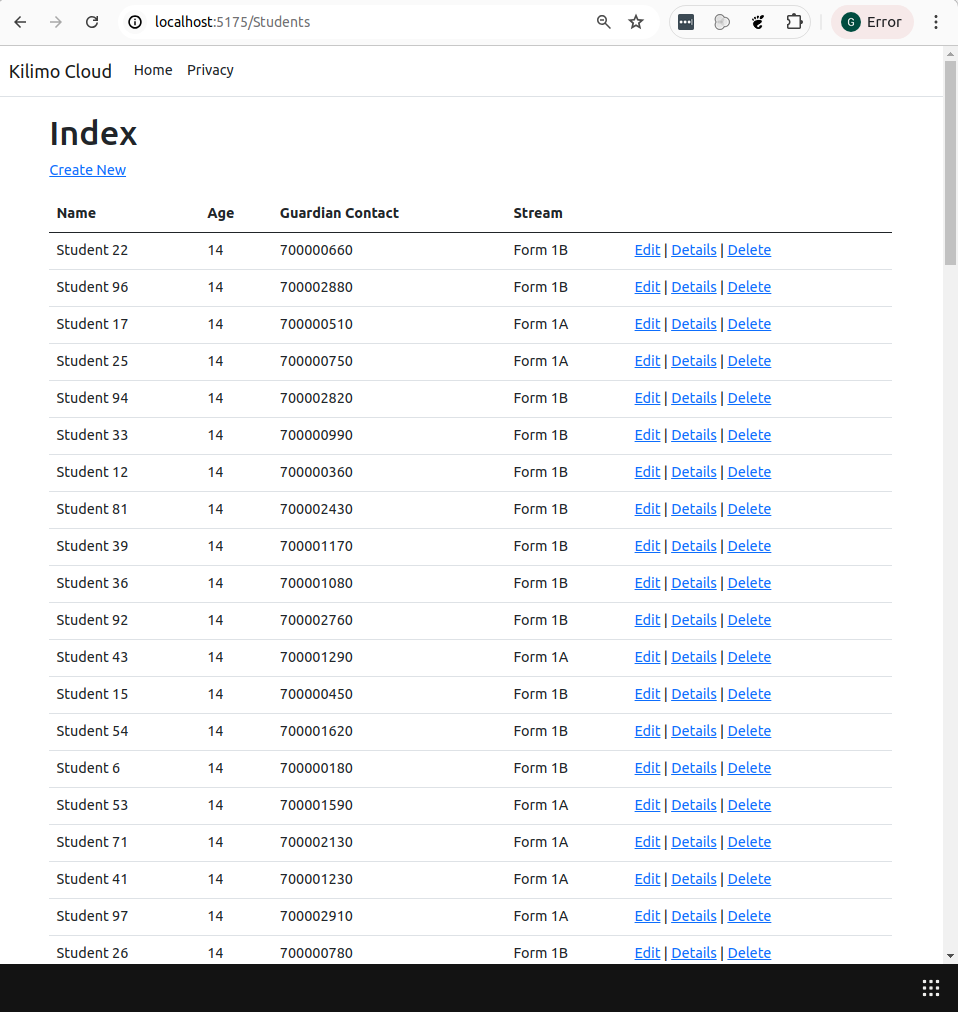 localhost:5175/Students
G Error
Kilimo Cloud Home Privacy
Index
Create New
Name Age Guardian Contact Stream
Student 22 14 700000660 Form 1B Edit | Details | Delete
Student 96 14 700002880 Form 1B Edit | Details | Delete
Student 17 14 700000510 Form 1A Edit | Details | Delete
Student 25 14 700000750 Form 1A Edit | Details | Delete
Student 94 14 700002820 Form 1B Edit | Details | Delete
Student 33 14 700000990 Form 1B Edit | Details | Delete
Student 12 14 700000360 Form 1B Edit | Details | Delete
Student 81 14 700002430 Form 1B Edit | Details | Delete
Student 39 14 700001170 Form 1B Edit | Details | Delete
Student 36 14 700001080 Form 1B Edit | Details | Delete
Student 92 14 700002760 Form 1B Edit | Details | Delete
Student 43 14 700001290 Form 1A Edit | Details | Delete
Student 15 14 700000450 Form 1B Edit | Details | Delete
Student 54 14 700001620 Form 1B Edit | Details | Delete
Student 6 14 700000180 Form 1B Edit | Details | Delete
Student 53 14 700001590 Form 1A Edit | Details | Delete
Student 71 14 700002130 Form 1A Edit | Details | Delete
Student 41 14 700001230 Form 1A Edit | Details | Delete
Student 97 14 700002910 Form 1A Edit | Details | Delete
Student 26 14 700000780 Form 1B Edit | Details | Delete